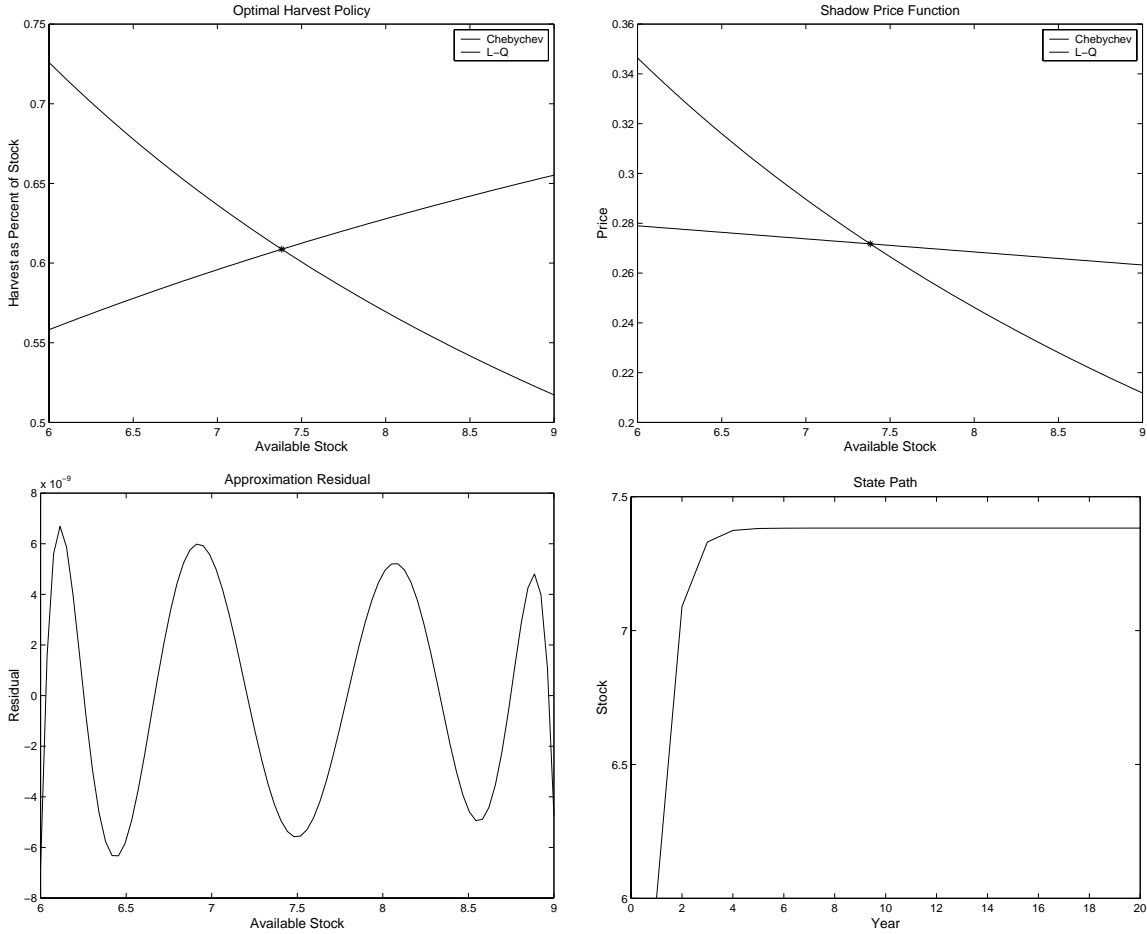 Optimal Harvest Policy
0.75
0.7
0.65
0.6
0.55
0.5
Harvest as Percent of Stock
Chebychev
L−Q
6 6.5 7 7.5 8 8.5 9
Available Stock
Shadow Price Function
0.36
0.34
0.32
0.3
0.28
0.26
0.24
0.22
0.2
Price
Chebychev
L−Q
6 6.5 7 7.5 8 8.5 9
Available Stock
Approximation Residual
x 10⁻⁹
8
6
4
2
0
−2
−4
−6
−8
Residual
6 6.5 7 7.5 8 8.5 9
Available Stock
State Path
7.5
7
6.5
6
Stock
0 2 4 6 8 10 12 14 16 18 20
Year